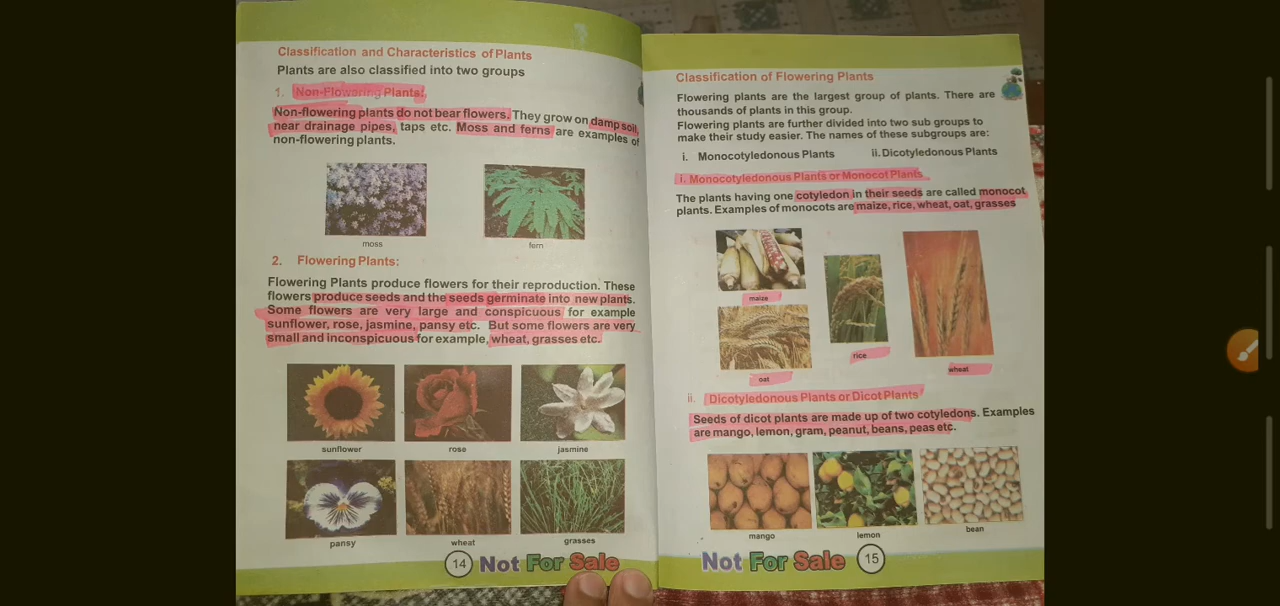 Classification and Characteristics of Plants
Plants are also classified into two groups
1. Non-Flowering Plants:
Non-flowering plants do not bear flowers. They grow on damp soil,
near drainage pipes, taps etc. Moss and ferns are examples of
non-flowering plants.
moss
fern
2. Flowering Plants:
Flowering Plants produce flowers for their reproduction. These
flowers produce seeds and the seeds germinate into new plants.
Some flowers are very large and conspicuous for example
sunflower, rose, jasmine, pansy etc. But some flowers are very
small and inconspicuous for example, wheat, grasses etc.
sunflower
rose
jasmine
pansy
wheat
grasses
14 Not For Sale
Classification of Flowering Plants
Flowering plants are the largest group of plants. There are
thousands of plants in this group.
Flowering plants are further divided into two sub groups to
make their study easier. The names of these subgroups are:
i. Monocotyledonous Plants ii. Dicotyledonous Plants
i. Monocotyledonous Plants or Monocot Plants
The plants having one cotyledon in their seeds are called monocot
plants. Examples of monocots are maize, rice, wheat, oat, grasses
maize
rice
oat
wheat
ii. Dicotyledonous Plants or Dicot Plants
Seeds of dicot plants are made up of two cotyledons. Examples
are mango, lemon, gram, peanut, beans, peas etc.
mango
lemon
bean
Not For Sale 15